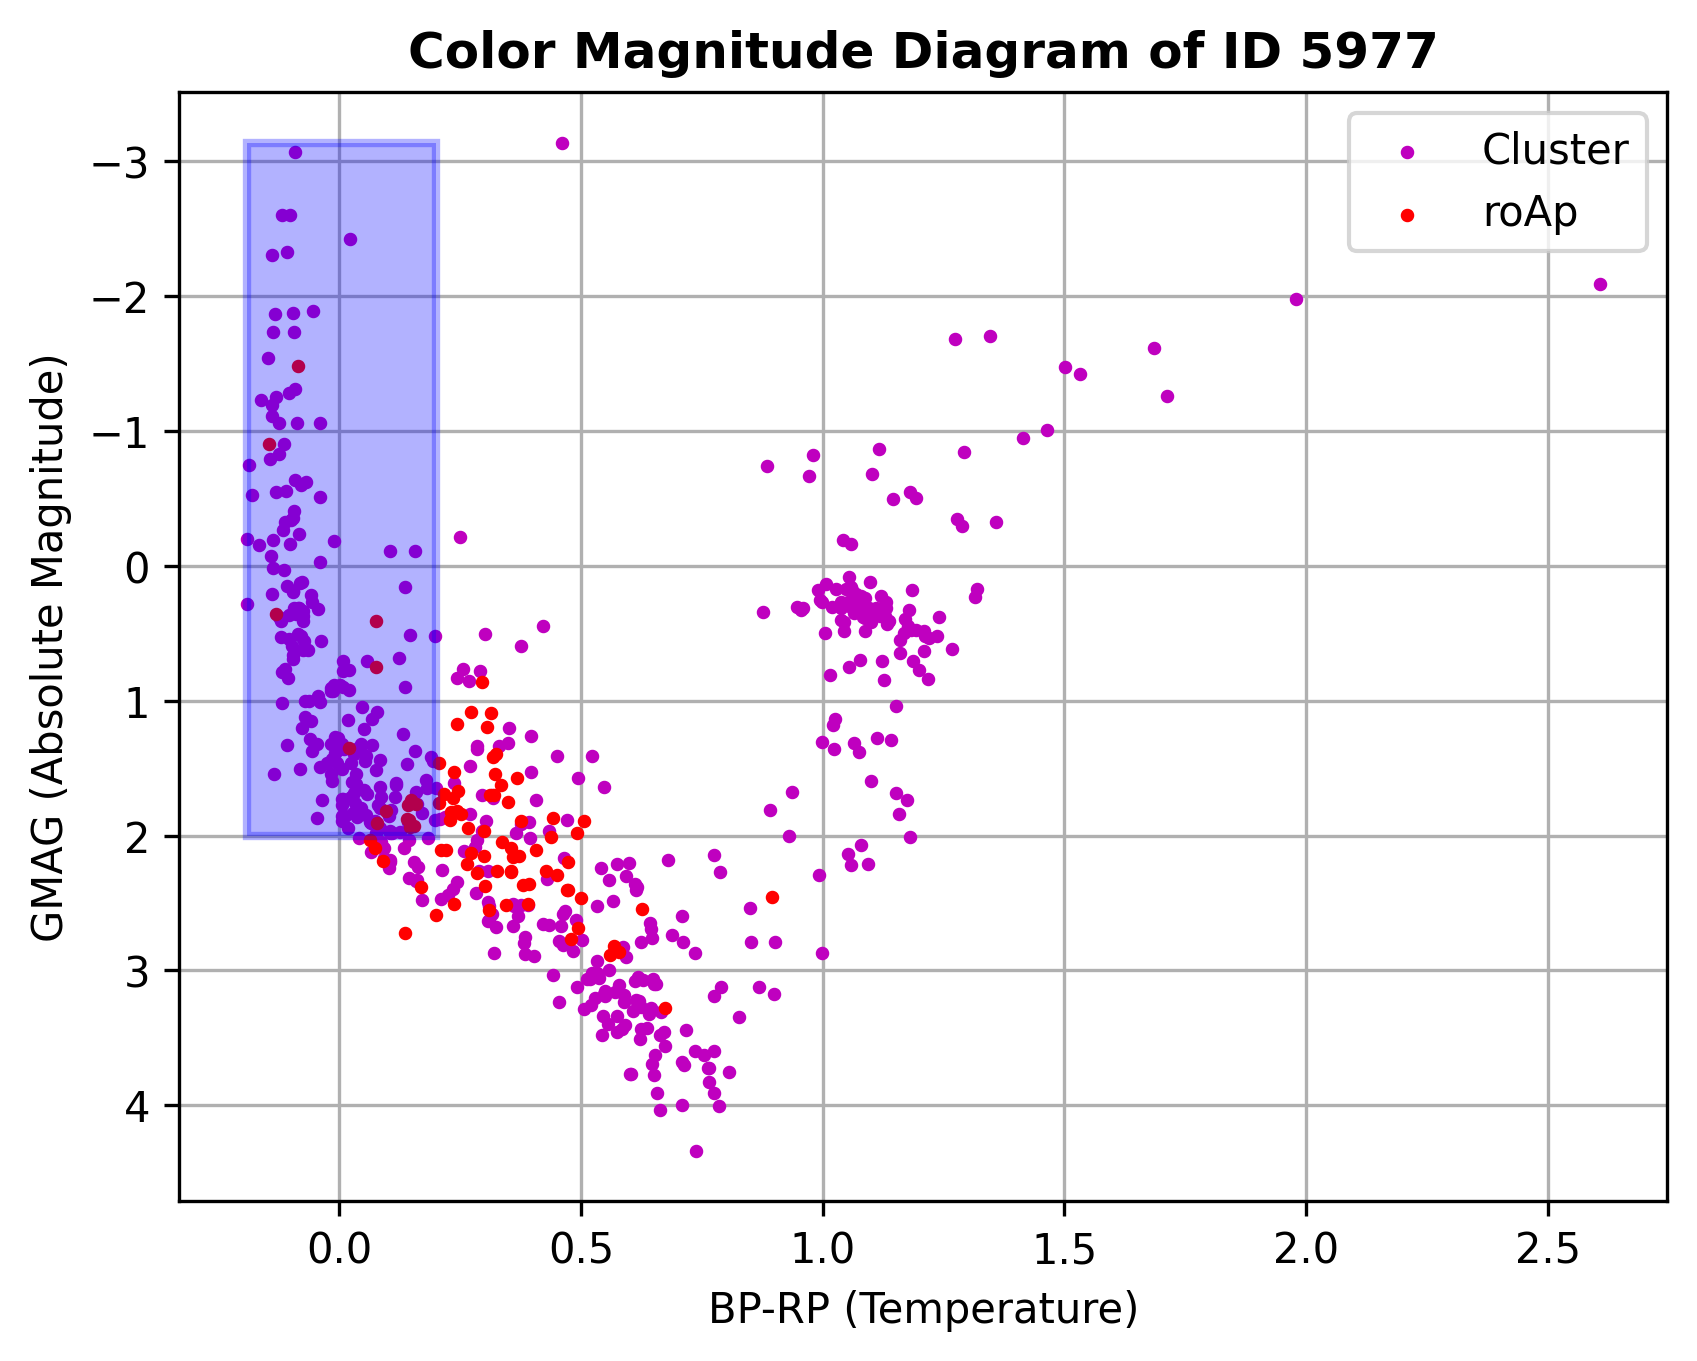 Color Magnitude Diagram of ID 5977
Cluster
roAp
−3
−2
−1
0
1
2
3
4
GMAG (Absolute Magnitude)
0.0 0.5 1.0 1.5 2.0 2.5
BP-RP (Temperature)